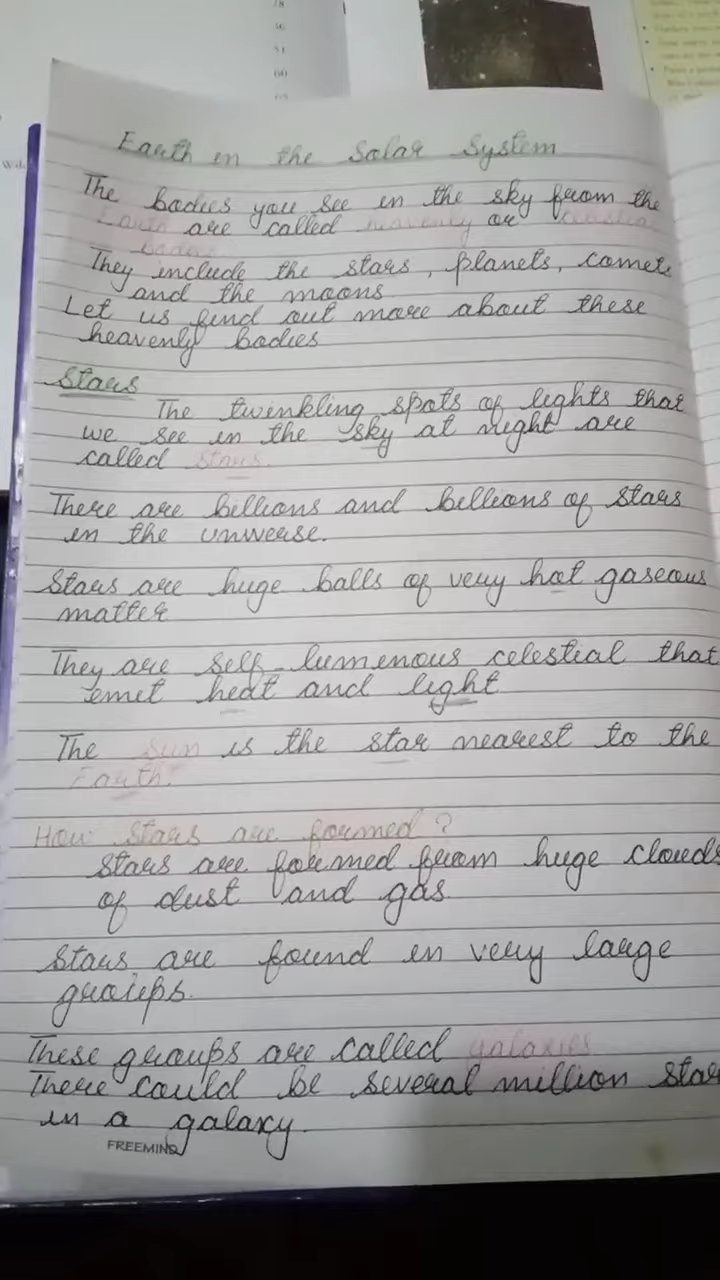 Earth in the Solar System
The bodies you see in the sky from the
Earth are called heavenly or celestial
bodies
They include the stars, planets, comets
and the moons
Let us find out more about these
heavenly bodies
Stars
The twinkling spots of lights that
we see in the sky at night are
called stars.
There are billions and billions of stars
in the universe.
Stars are huge balls of very hot gaseous
matter
They are self-lumenous celestial that
emit heat and light
The Sun is the star nearest to the
Earth.
How Stars are formed?
Stars are formed from huge clouds
of dust and gas
Stars are found in very large
groups.
These groups are called galaxies
There could be several million star
in a galaxy.
FREEMIND